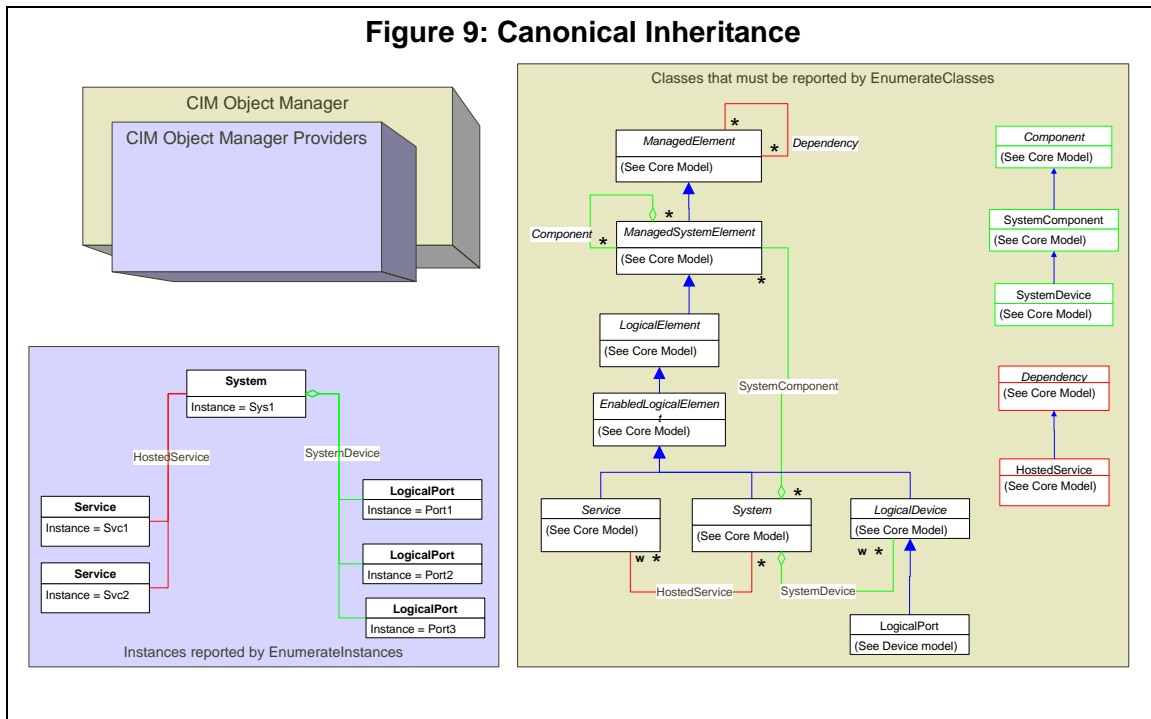 Figure 9: Canonical Inheritance
CIM Object Manager
CIM Object Manager Providers
System
Instance = Sys1
HostedService
SystemDevice
Service
Instance = Svc1
Service
Instance = Svc2
LogicalPort
Instance = Port1
LogicalPort
Instance = Port2
LogicalPort
Instance = Port3
Instances reported by EnumerateInstances
Classes that must be reported by EnumerateClasses
*
ManagedElement
(See Core Model)
*
Dependency
*
Component
*
ManagedSystemElement
(See Core Model)
*
LogicalElement
(See Core Model)
SystemComponent
EnabledLogicalElemen
t
(See Core Model)
*
Service
(See Core Model)
System
(See Core Model)
LogicalDevice
(See Core Model)
w *
*
w *
HostedService
SystemDevice
LogicalPort
(See Device model)
Component
(See Core Model)
SystemComponent
(See Core Model)
SystemDevice
(See Core Model)
Dependency
(See Core Model)
HostedService
(See Core Model)